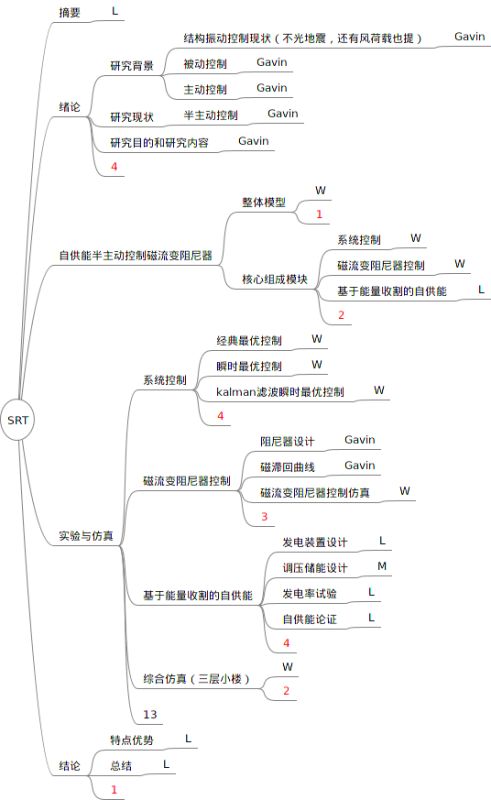 摘要 L
结构振动控制现状（不光地震，还有风荷载也提） Gavin
研究背景
被动控制 Gavin
主动控制 Gavin
绪论
研究现状 半主动控制 Gavin
研究目的和研究内容 Gavin
4
整体模型
W
1
自供能半主动控制磁流变阻尼器
系统控制 W
磁流变阻尼器控制 W
核心组成模块
基于能量收割的自供能 L
2
经典最优控制 W
瞬时最优控制 W
系统控制
kalman滤波瞬时最优控制 W
4
SRT
阻尼器设计 Gavin
磁滞回曲线 Gavin
磁流变阻尼器控制
磁流变阻尼器控制仿真 W
3
实验与仿真
发电装置设计 L
调压储能设计 M
基于能量收割的自供能
发电率试验 L
自供能论证 L
4
W
综合仿真（三层小楼）
2
13
特点优势 L
结论
总结 L
1